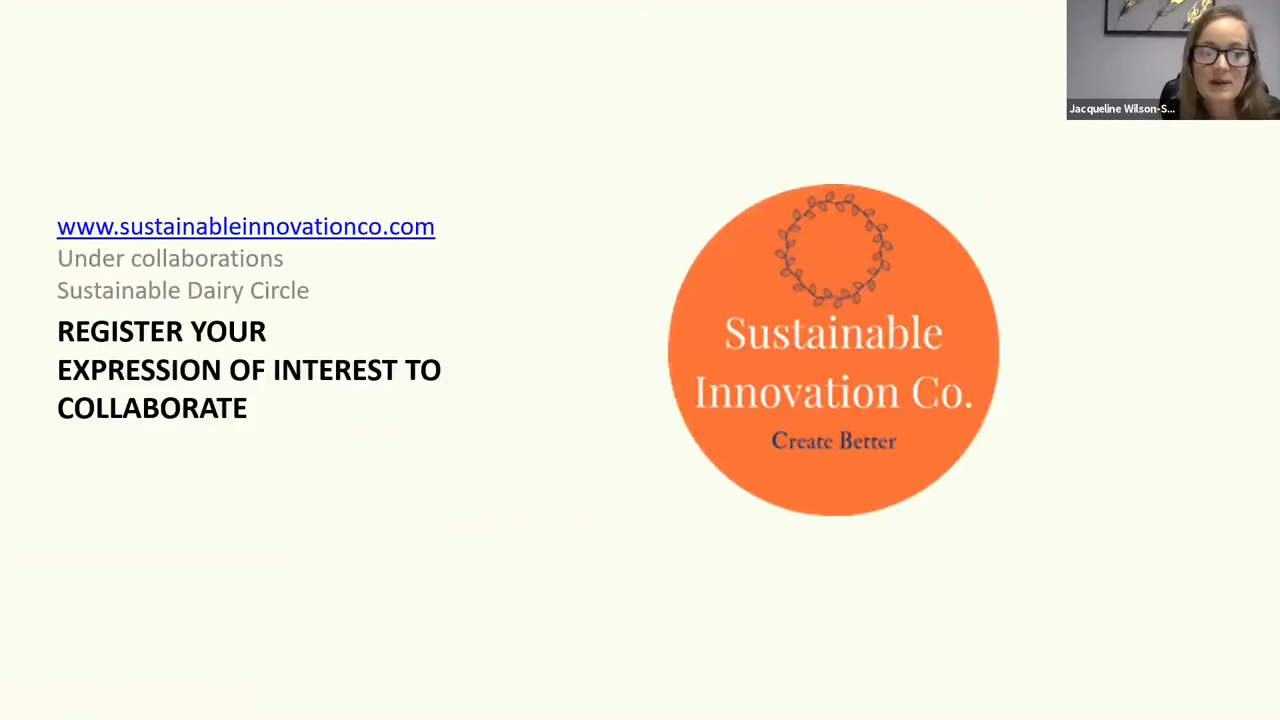 Jacqueline Wilson-S...
www.sustainableinnovationco.com
Under collaborations
Sustainable Dairy Circle
REGISTER YOUR
EXPRESSION OF INTEREST TO
COLLABORATE
Sustainable
Innovation Co.
Create Better